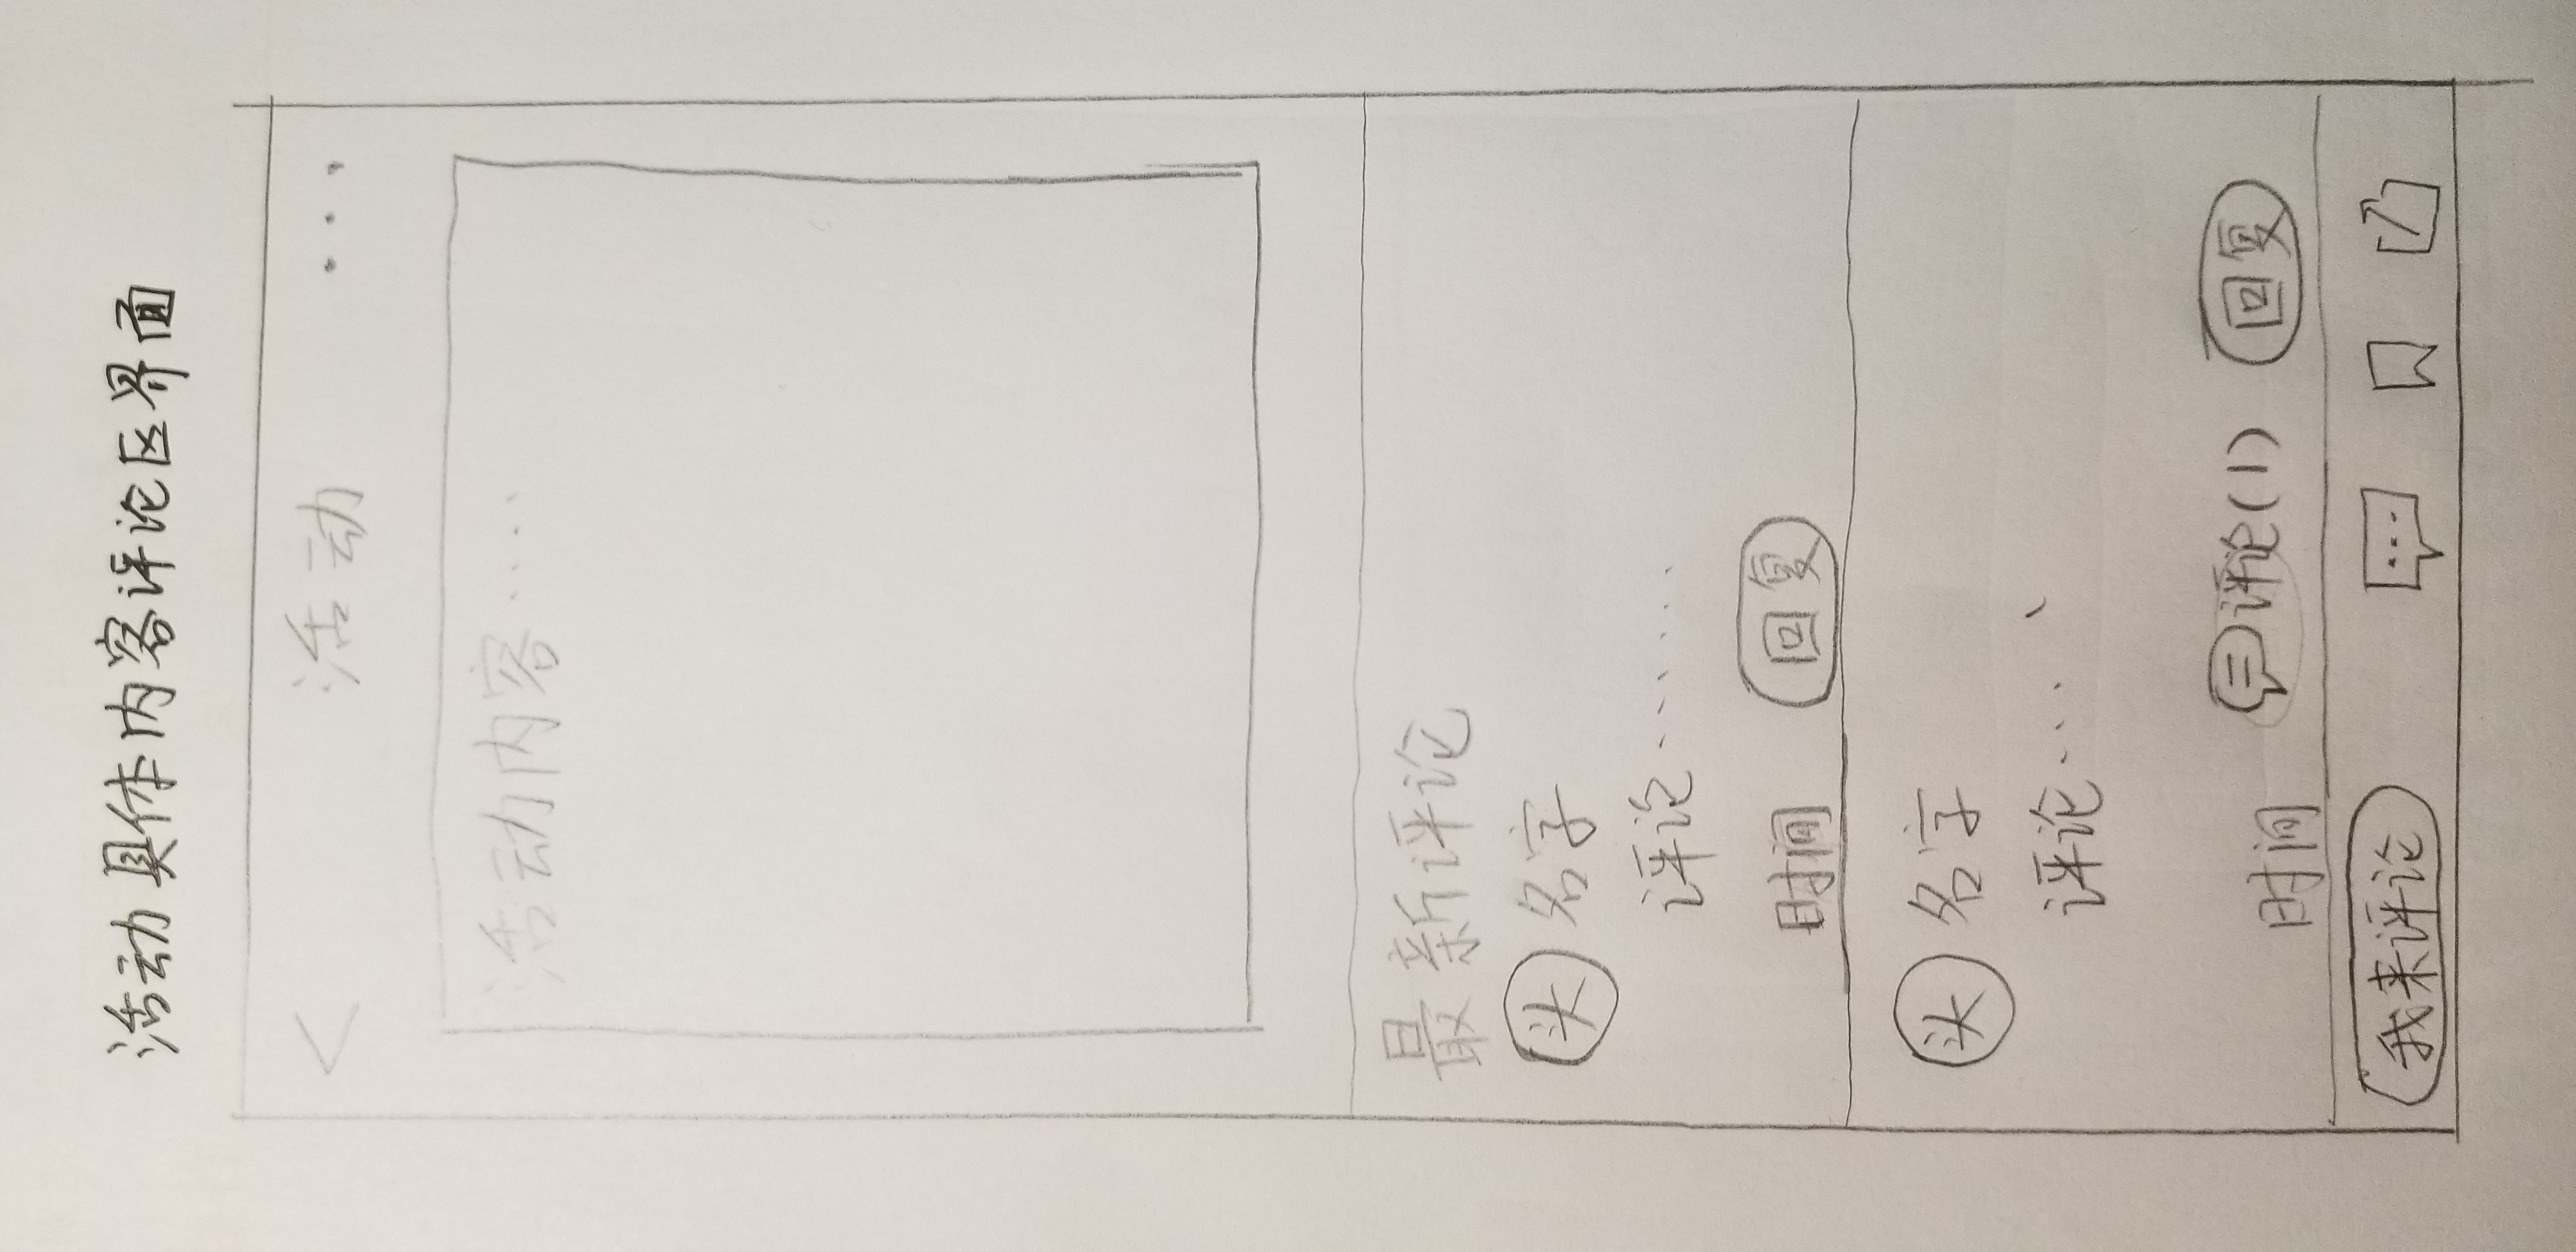 活动具体内容评论区界面
< 活动 ...
活动内容....
最新评论
头 名字
评论......
时间 回复
头 名字
评论....
时间 评论(1) 回复
我来评论 ...